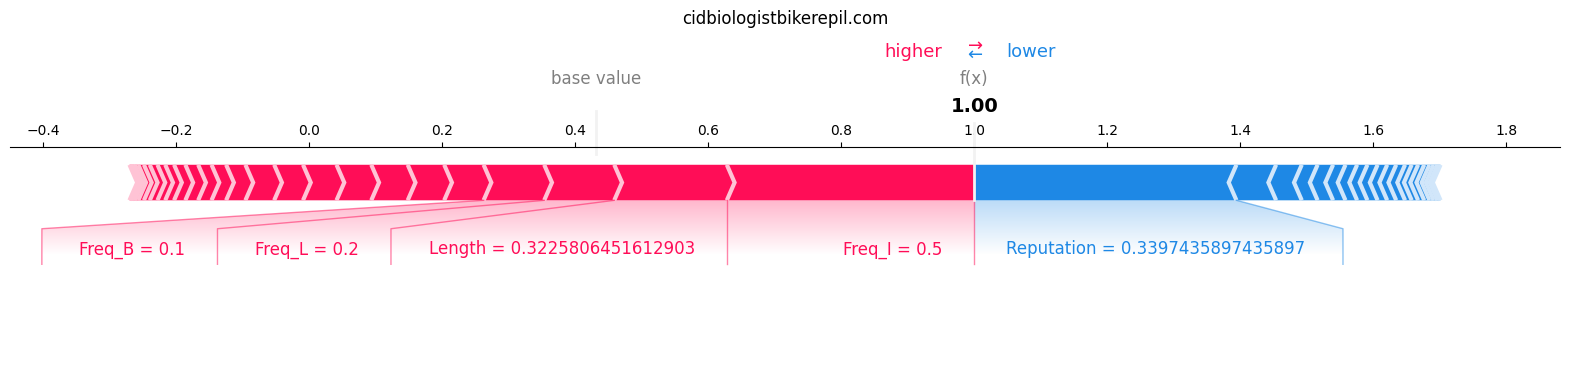 cidbiologistbikerepil.com
higher ⇄ lower
base value f(x)
1.00
−0.4 −0.2 0.0 0.2 0.4 0.6 0.8 1.0 1.2 1.4 1.6 1.8
Freq_B = 0.1 Freq_L = 0.2 Length = 0.3225806451612903 Freq_I = 0.5 Reputation = 0.3397435897435897